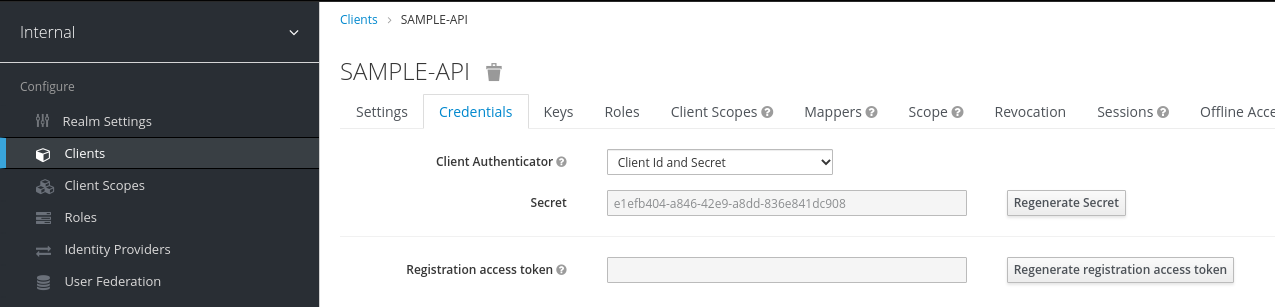 Internal
Configure
Realm Settings
Clients
Client Scopes
Roles
Identity Providers
User Federation
Clients › SAMPLE-API
SAMPLE-API
Settings Credentials Keys Roles Client Scopes ? Mappers ? Scope ? Revocation Sessions ? Offline Acce
Client Authenticator ? Client Id and Secret
Secret e1efb404-a846-42e9-a8dd-836e841dc908 Regenerate Secret
Registration access token ? Regenerate registration access token